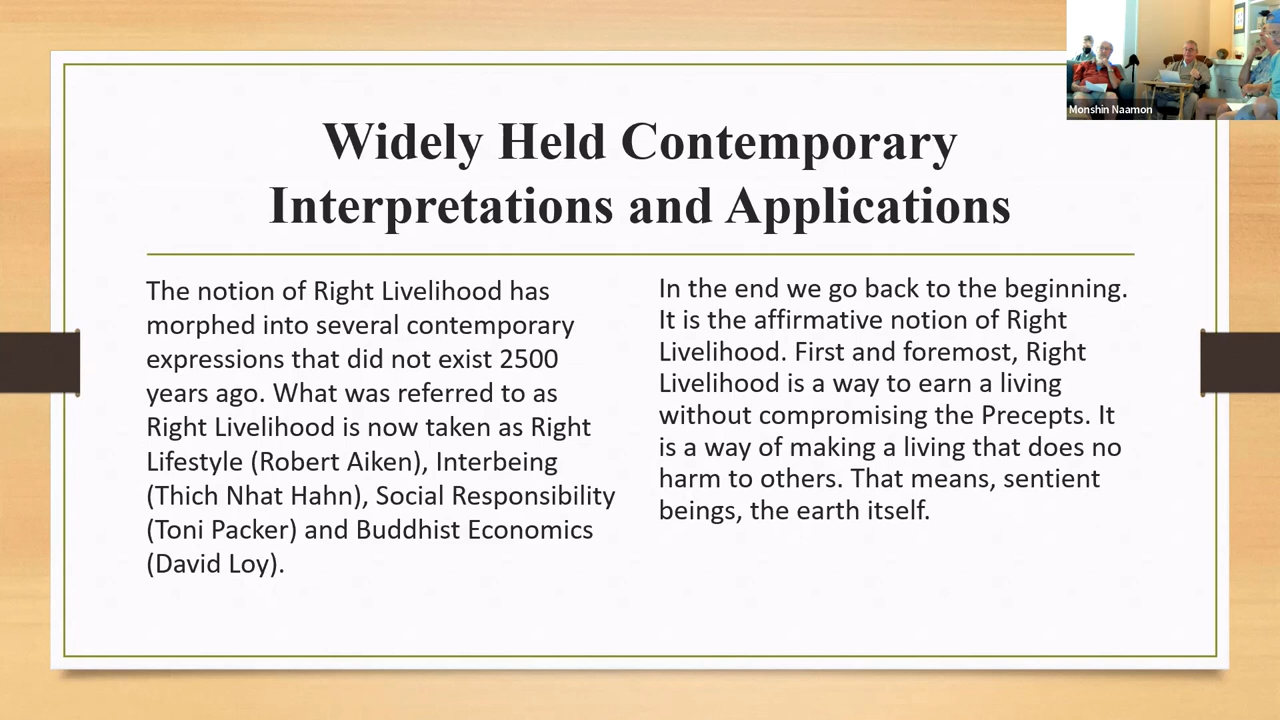 Monshin Naamon
Widely Held Contemporary
Interpretations and Applications
The notion of Right Livelihood has
morphed into several contemporary
expressions that did not exist 2500
years ago. What was referred to as
Right Livelihood is now taken as Right
Lifestyle (Robert Aiken), Interbeing
(Thich Nhat Hahn), Social Responsibility
(Toni Packer) and Buddhist Economics
(David Loy).
In the end we go back to the beginning.
It is the affirmative notion of Right
Livelihood. First and foremost, Right
Livelihood is a way to earn a living
without compromising the Precepts. It
is a way of making a living that does no
harm to others. That means, sentient
beings, the earth itself.